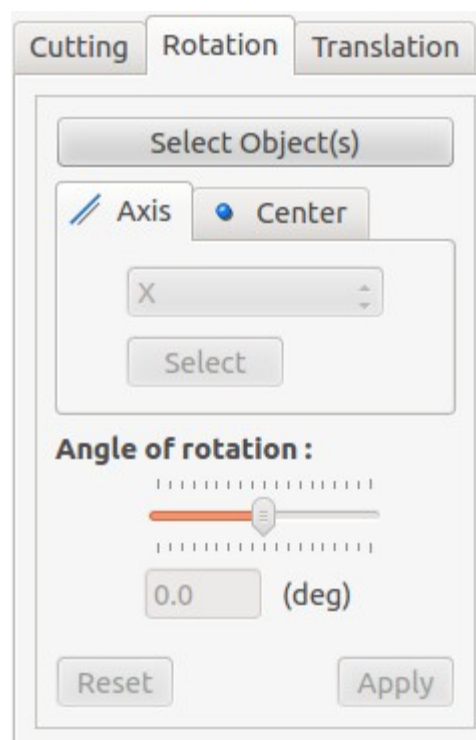 Cutting Rotation Translation
Select Object(s)
Axis Center
X
Select
Angle of rotation :
0.0 (deg)
Reset Apply